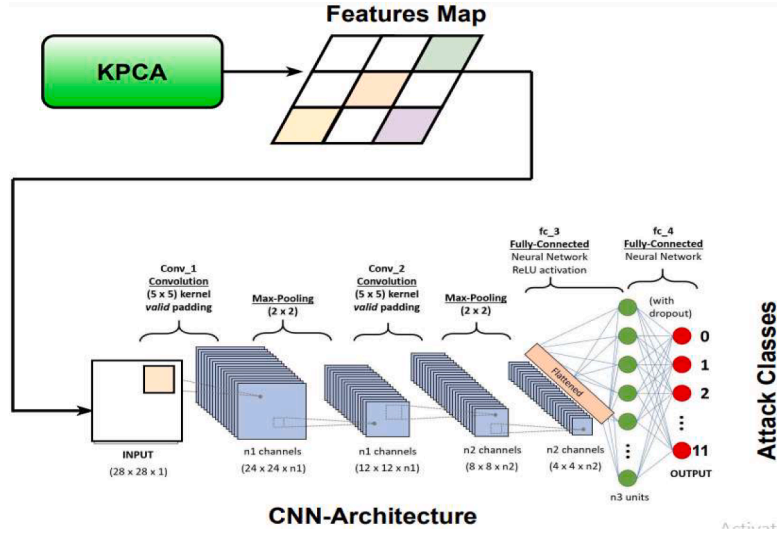 Features Map
KPCA
Conv_1
Convolution
(5 x 5) kernel
valid padding
Max-Pooling
(2 x 2)
Conv_2
Convolution
(5 x 5) kernel
valid padding
Max-Pooling
(2 x 2)
fc_3
Fully-Connected
Neural Network
ReLU activation
fc_4
Fully-Connected
Neural Network
(with
dropout)
Flattened
0
1
2
...
11
OUTPUT
Attack Classes
INPUT
(28 x 28 x 1)
n1 channels
(24 x 24 x n1)
n1 channels
(12 x 12 x n1)
n2 channels
(8 x 8 x n2)
n2 channels
(4 x 4 x n2)
...
n3 units
CNN-Architecture